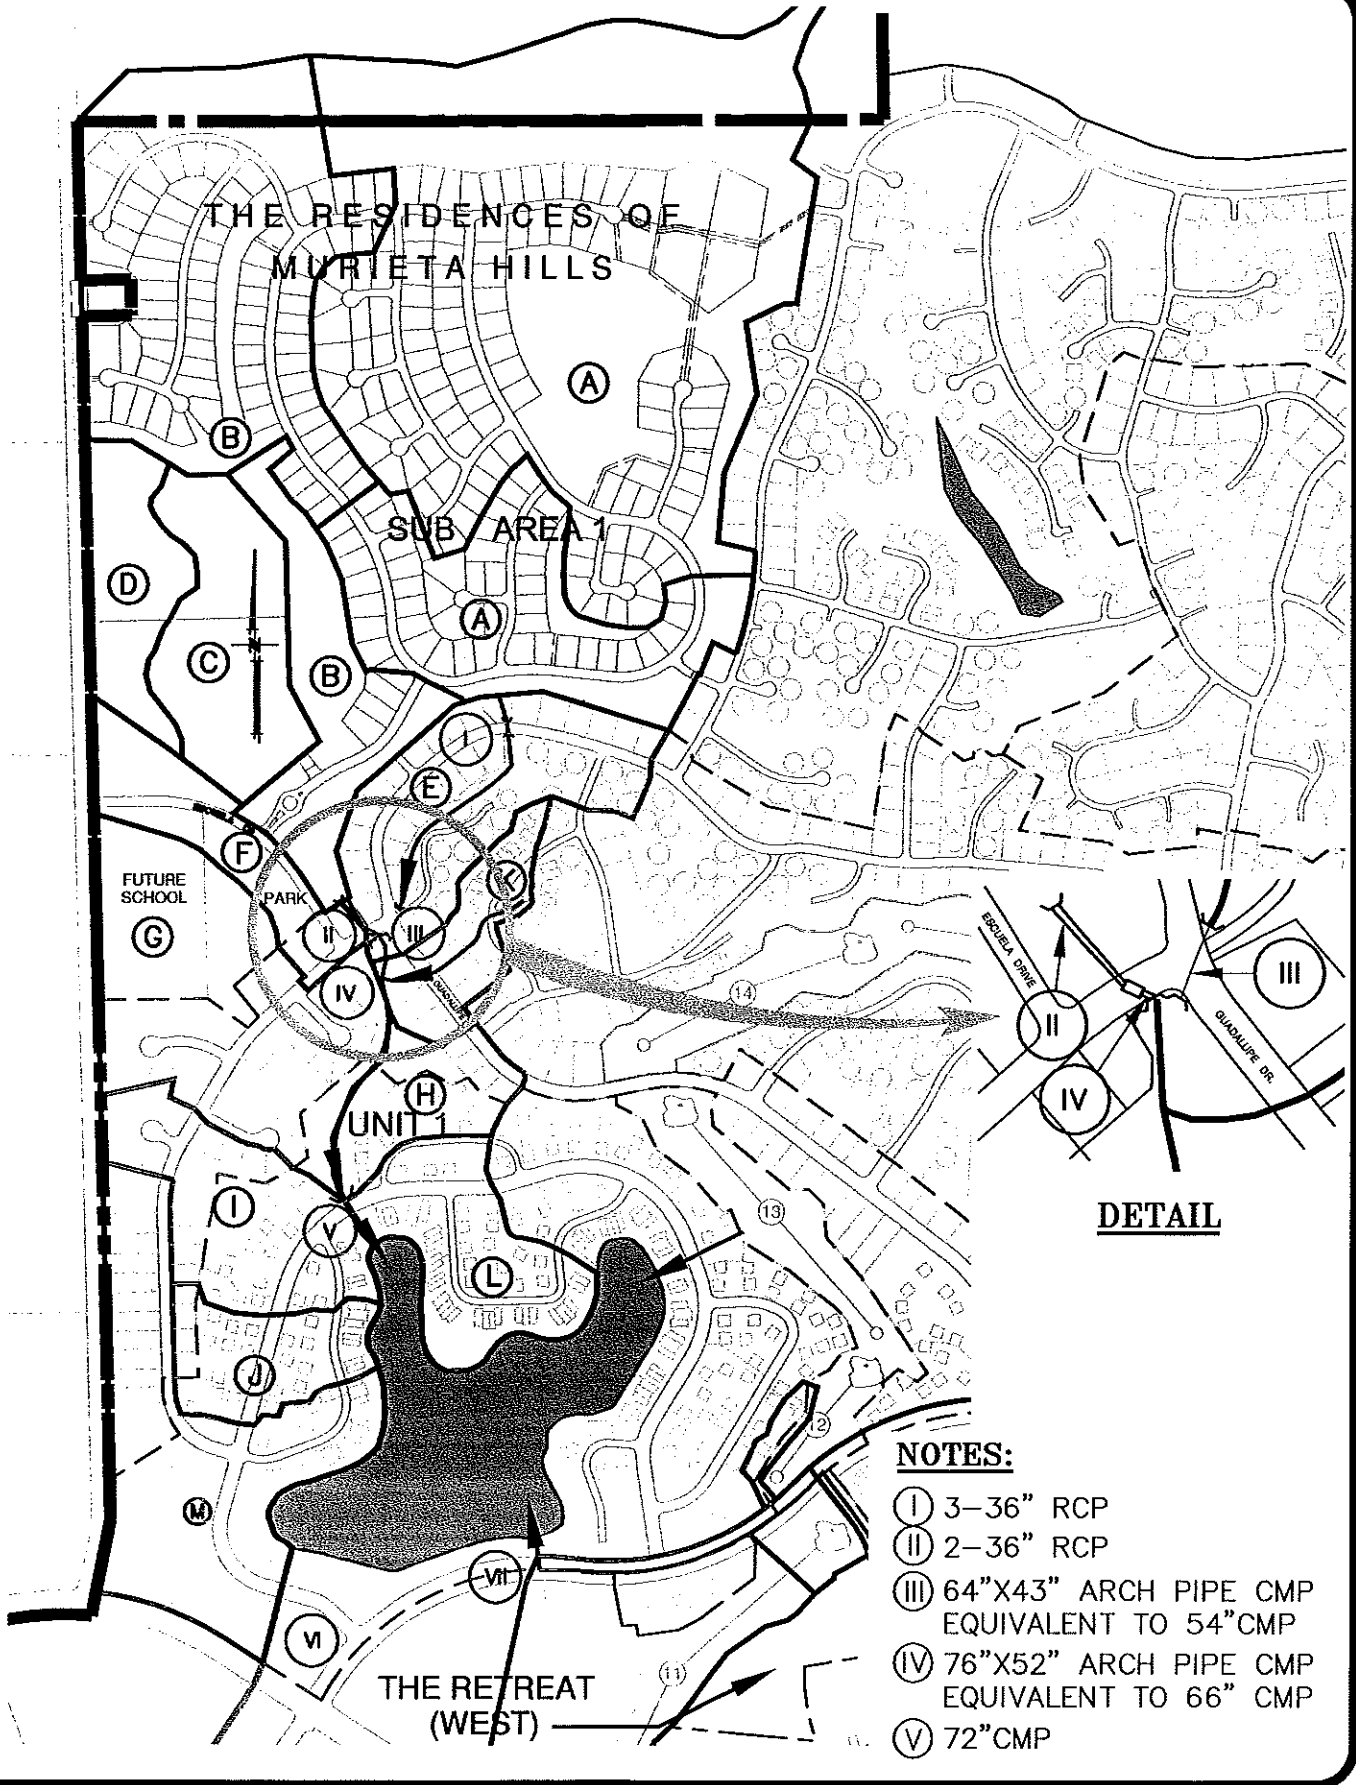 THE RESIDENCES OF
MURIETA HILLS
A
B
SUB AREA 1
D
A
C
N
B
I
E
F
FUTURE
SCHOOL
PARK
G
II
III
IV
GUADALUPE
14
H
UNIT 1
I
V
13
L
J
12
M
VII
VI
THE RETREAT
(WEST)
11
ESCUELA DRIVE
III
II
GUADALUPE DR.
IV
DETAIL
NOTES:
I 3-36" RCP
II 2-36" RCP
III 64"X43" ARCH PIPE CMP
EQUIVALENT TO 54"CMP
IV 76"X52" ARCH PIPE CMP
EQUIVALENT TO 66" CMP
V 72"CMP